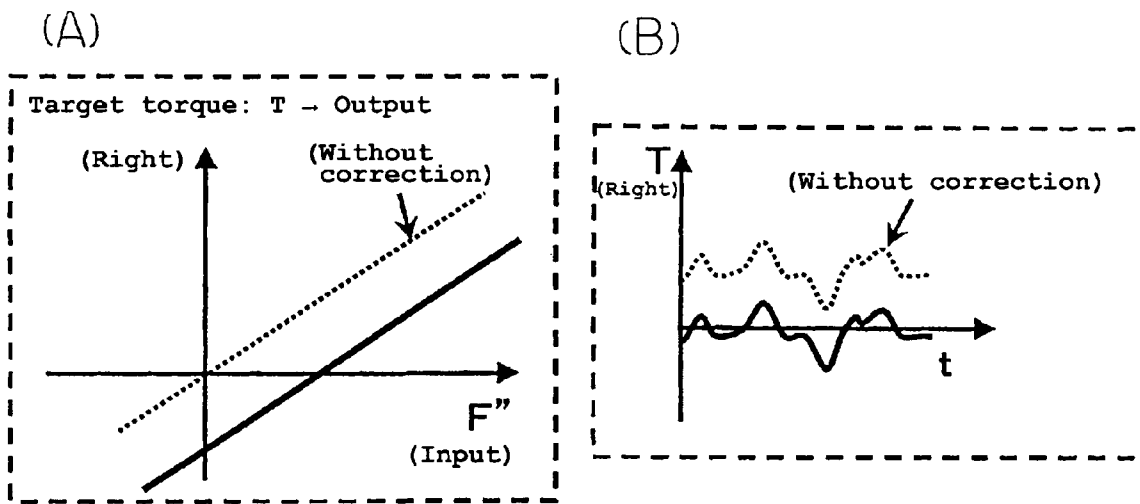 (A)
Target torque: T → Output
(Right)
(Without
correction)
F”
(Input)
(B)
T
(Right)
(Without correction)
t